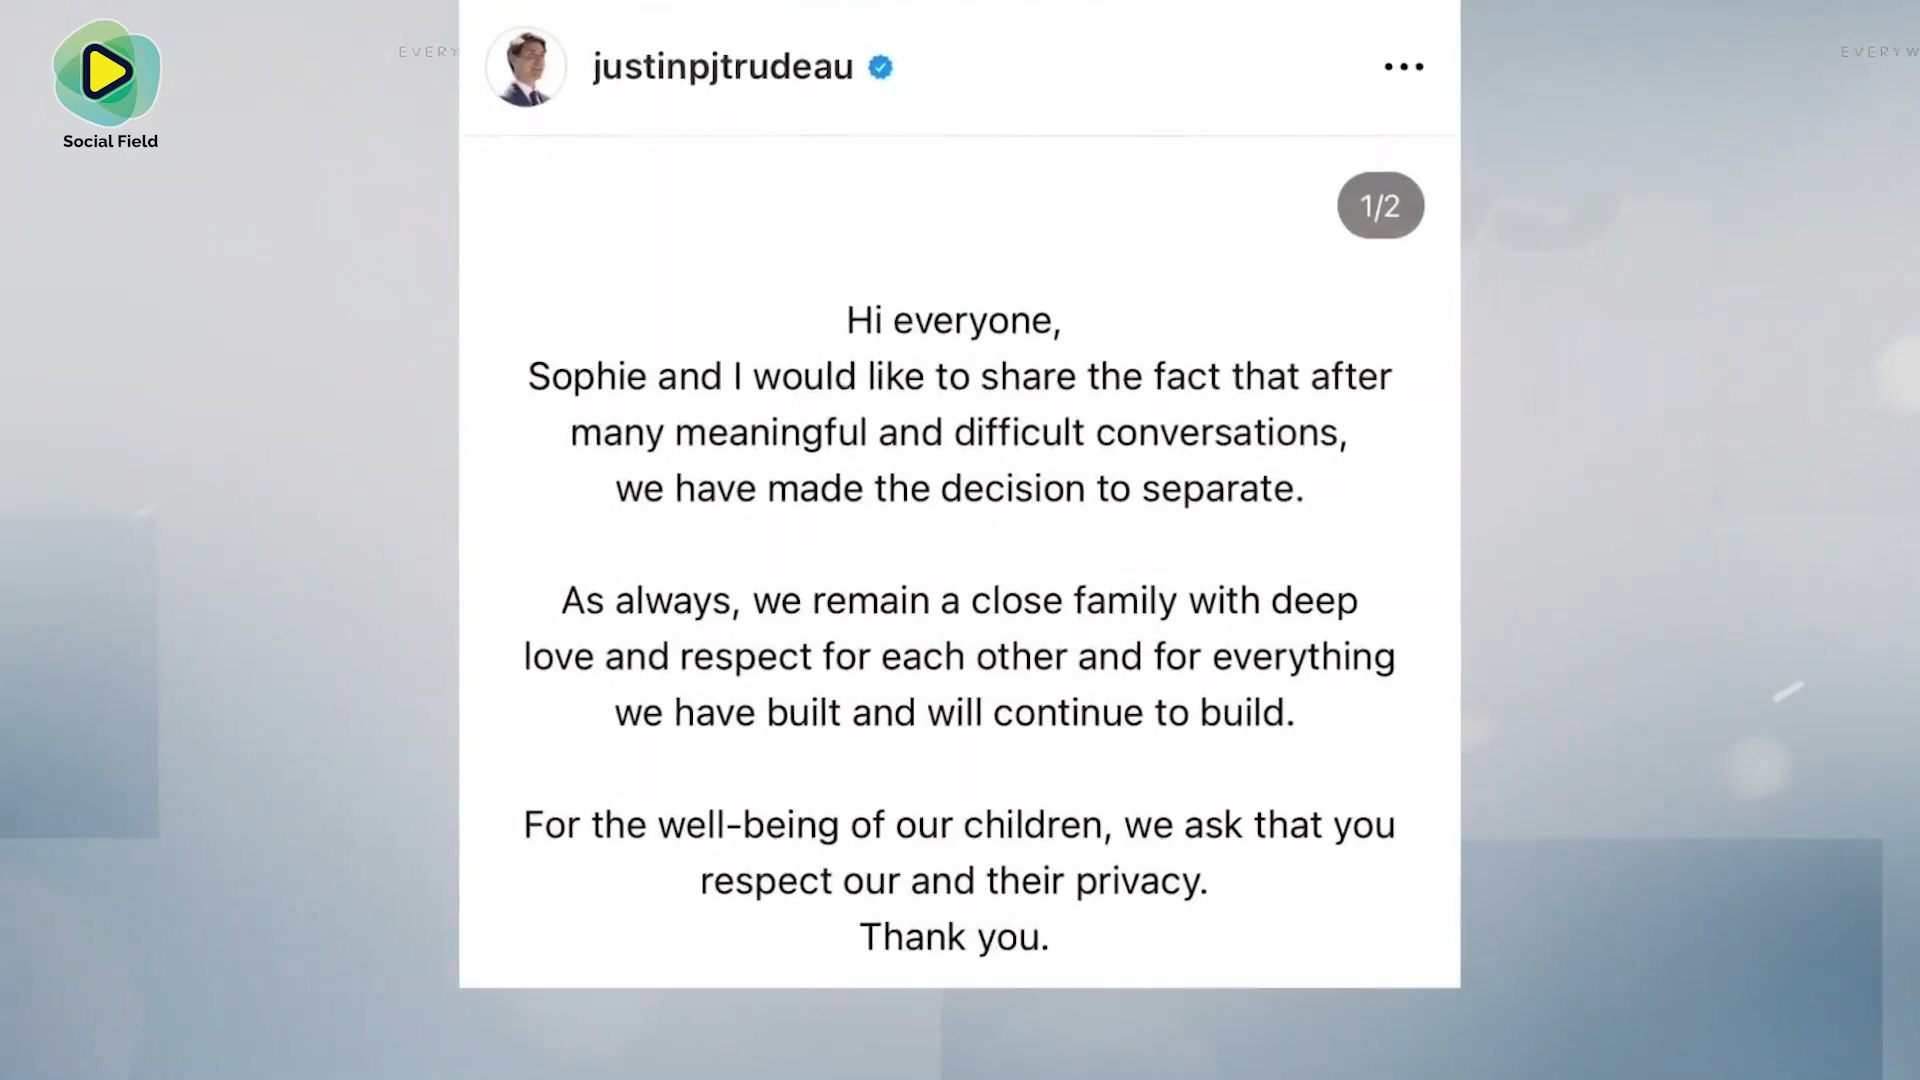 Social Field
EVERY
EVERYW
justinpjtrudeau
1/2
Hi everyone,
Sophie and I would like to share the fact that after
many meaningful and difficult conversations,
we have made the decision to separate.
As always, we remain a close family with deep
love and respect for each other and for everything
we have built and will continue to build.
For the well-being of our children, we ask that you
respect our and their privacy.
Thank you.